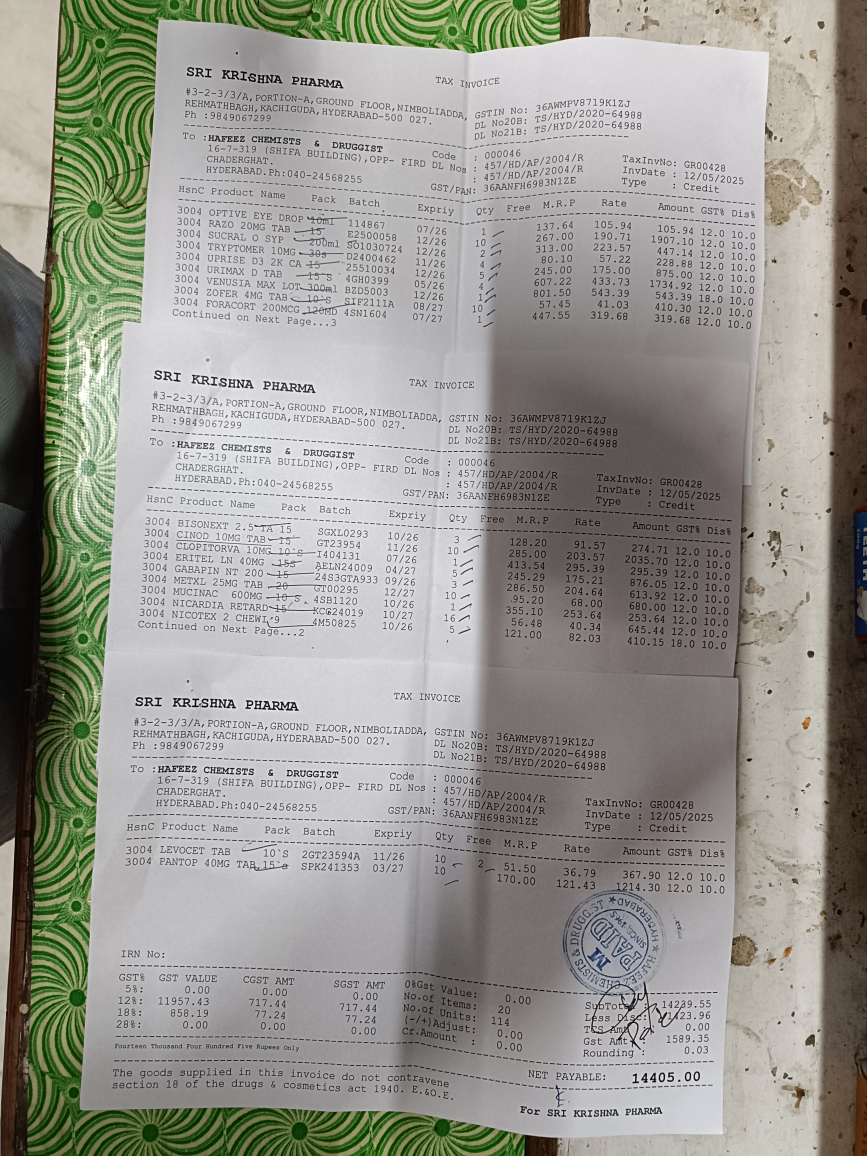 SRI KRISHNA PHARMA
TAX INVOICE
#3-2-3/3/A,PORTION-A,GROUND FLOOR,NIMBOLIADDA, GSTIN No: 36AWMPV8719K1ZJ
REHMATHBAGH,KACHIGUDA,HYDERABAD-500 027. DL No20B: TS/HYD/2020-64988
Ph :9849067299 DL No21B: TS/HYD/2020-64988
To :HAFEEZ CHEMISTS & DRUGGIST Code : 000046
16-7-319 (SHIFA BUILDING),OPP- FIRD DL Nos : 457/HD/AP/2004/R TaxInvNo: GR00428
CHADERGHAT. : 457/HD/AP/2004/R InvDate : 12/05/2025
HYDERABAD.Ph:040-24568255 GST/PAN: 36AANFH6983N1ZE Type : Credit
HsnC Product Name Pack Batch Expriy Qty Free M.R.P Rate Amount GST% Dis%
3004 OPTIVE EYE DROP 10ml 114867 07/26 1 137.64 105.94 105.94 12.0 10.0
3004 RAZO 20MG TAB 15 E2500058 12/26 10 267.00 190.71 1907.10 12.0 10.0
3004 SUCRAL O SYP 200ml SO1030724 12/26 2 313.00 223.57 447.14 12.0 10.0
3004 TRYPTOMER 10MG 30s D2400462 11/26 4 80.10 57.22 228.88 12.0 10.0
3004 UPRISE D3 2K CA 15 25510034 12/26 5 245.00 175.00 875.00 12.0 10.0
3004 URIMAX D TAB 15'S 4GH0399 05/26 4 607.22 433.73 1734.92 12.0 10.0
3004 VENUSIA MAX LOT 300ml BZD5003 12/26 1 801.50 543.39 543.39 18.0 10.0
3004 ZOFER 4MG TAB 10'S SIF2111A 08/27 10 57.45 41.03 410.30 12.0 10.0
3004 FORACORT 200MCG 120MD 4SN1604 07/27 1 447.55 319.68 319.68 12.0 10.0
Continued on Next Page...3
SRI KRISHNA PHARMA
TAX INVOICE
#3-2-3/3/A,PORTION-A,GROUND FLOOR,NIMBOLIADDA, GSTIN No: 36AWMPV8719K1ZJ
REHMATHBAGH,KACHIGUDA,HYDERABAD-500 027. DL No20B: TS/HYD/2020-64988
Ph :9849067299 DL No21B: TS/HYD/2020-64988
To :HAFEEZ CHEMISTS & DRUGGIST Code : 000046
16-7-319 (SHIFA BUILDING),OPP- FIRD DL Nos : 457/HD/AP/2004/R TaxInvNo: GR00428
CHADERGHAT. : 457/HD/AP/2004/R InvDate : 12/05/2025
HYDERABAD.Ph:040-24568255 GST/PAN: 36AANFH6983N1ZE Type : Credit
HsnC Product Name Pack Batch Expriy Qty Free M.R.P Rate Amount GST% Dis%
3004 BISONEXT 2.5 TA 15 SGXL0293 10/26 3 128.20 91.57 274.71 12.0 10.0
3004 CINOD 10MG TAB 15 GT23954 11/26 10 285.00 203.57 2035.70 12.0 10.0
3004 CLOPITORVA 10MG 10'S I404131 07/26 1 413.54 295.39 295.39 12.0 10.0
3004 ERITEL LN 40MG 15S AELN24009 04/27 5 245.29 175.21 876.05 12.0 10.0
3004 GABAPIN NT 200 15 24S3GTA933 09/26 3 286.50 204.64 613.92 12.0 10.0
3004 METXL 25MG TAB 20 GT00295 12/27 10 95.20 68.00 680.00 12.0 10.0
3004 MUCINAC 600MG 10'S. 4SB1120 10/26 1 355.10 253.64 253.64 12.0 10.0
3004 NICARDIA RETARD 15 KCG24019 10/27 16 56.48 40.34 645.44 12.0 10.0
3004 NICOTEX 2 CHEWI'9 4M50825 10/26 5 121.00 82.03 410.15 18.0 10.0
Continued on Next Page...2
SRI KRISHNA PHARMA
TAX INVOICE
#3-2-3/3/A,PORTION-A,GROUND FLOOR,NIMBOLIADDA, GSTIN No: 36AWMPV8719K1ZJ
REHMATHBAGH,KACHIGUDA,HYDERABAD-500 027. DL No20B: TS/HYD/2020-64988
Ph :9849067299 DL No21B: TS/HYD/2020-64988
To :HAFEEZ CHEMISTS & DRUGGIST Code : 000046
16-7-319 (SHIFA BUILDING),OPP- FIRD DL Nos : 457/HD/AP/2004/R TaxInvNo: GR00428
CHADERGHAT. : 457/HD/AP/2004/R InvDate : 12/05/2025
HYDERABAD.Ph:040-24568255 GST/PAN: 36AANFH6983N1ZE Type : Credit
HsnC Product Name Pack Batch Expriy Qty Free M.R.P Rate Amount GST% Dis%
3004 LEVOCET TAB 10'S 2GT23594A 11/26 10 2 51.50 36.79 367.90 12.0 10.0
3004 PANTOP 40MG TAB 15's SPK241353 03/27 10 170.00 121.43 1214.30 12.0 10.0
HAFEEZ CHEMISTS & DRUGGIST ★ HYDERABAD ★
PAID
IRN No:
GST% GST VALUE CGST AMT SGST AMT 0%Gst Value: 0.00 SubTotal 14239.55
5%: 0.00 0.00 0.00 No.of Items: 20 Less Disc: 1423.96
12%: 11957.43 717.44 717.44 No.of Units: 114 TCS Amt 0.00
18%: 858.19 77.24 77.24 (-/+)Adjust: 0.00 Gst Amt: 1589.35
28%: 0.00 0.00 0.00 Cr.Amount : 0.00 Rounding : 0.03
Fourteen Thousand Four Hundred Five Rupees Only
NET PAYABLE: 14405.00
The goods supplied in this invoice do not contravene
section 18 of the drugs & cosmetics act 1940. E.&O.E.
For SRI KRISHNA PHARMA